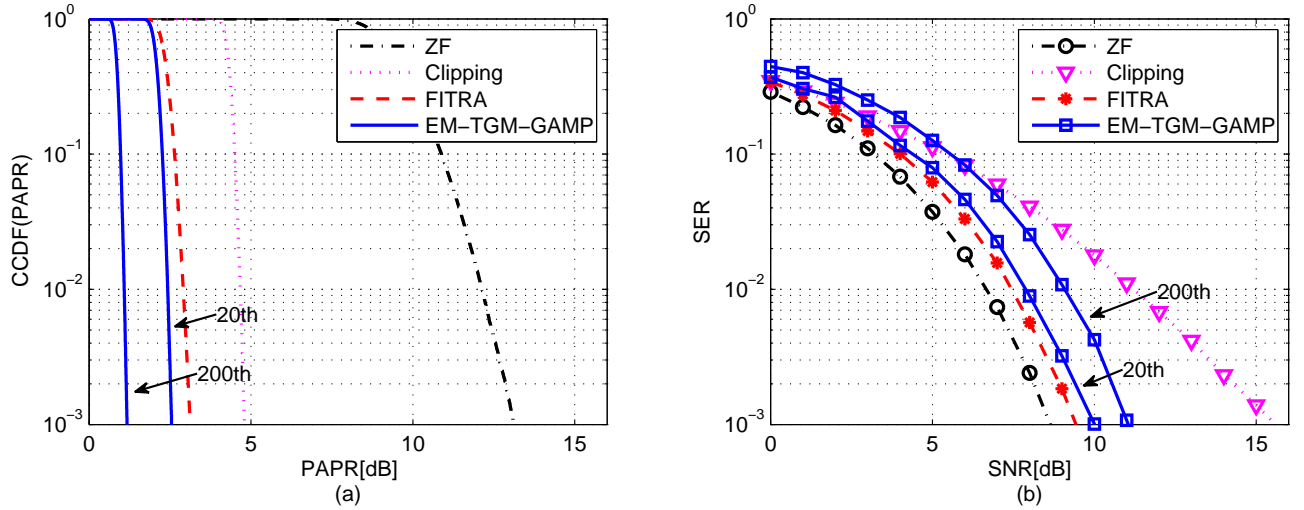 10^0
10^-1
10^-2
10^-3
CCDF(PAPR)
0
5
10
15
PAPR[dB]
(a)
ZF
Clipping
FITRA
EM-TGM-GAMP
20th
200th
10^0
10^-1
10^-2
10^-3
SER
0
5
10
15
SNR[dB]
(b)
ZF
Clipping
FITRA
EM-TGM-GAMP
200th
20th